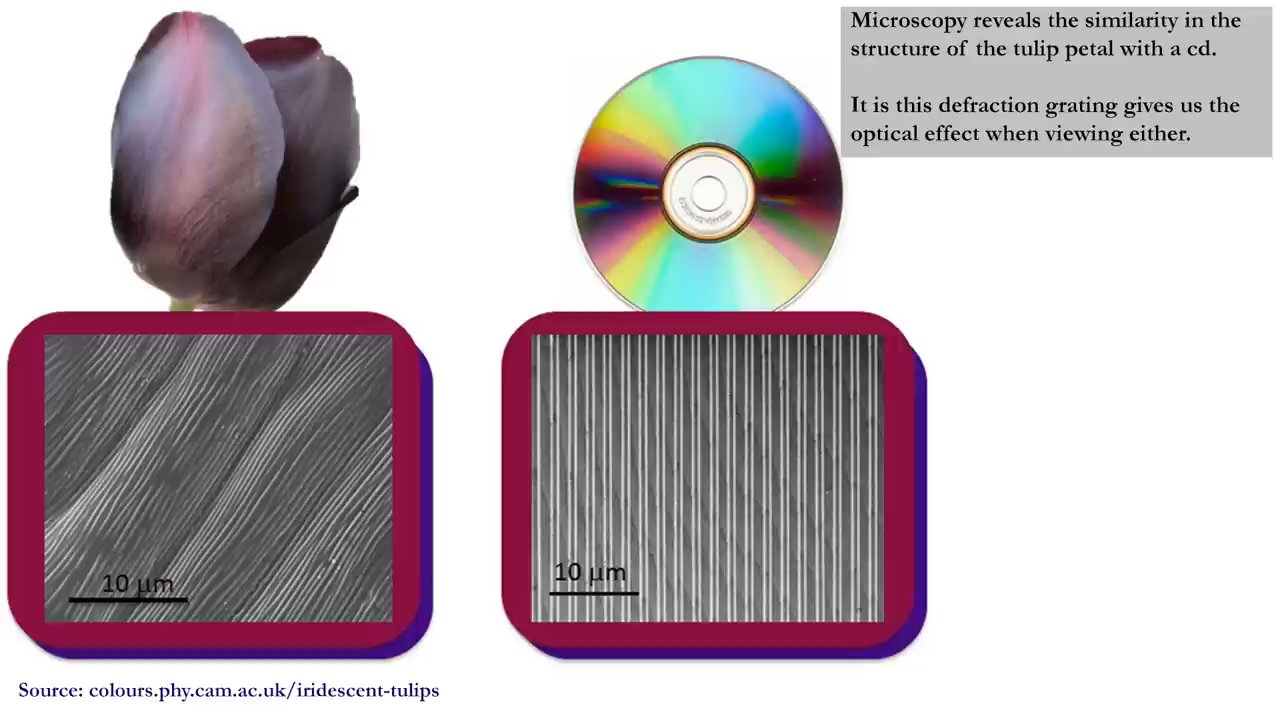 Microscopy reveals the similarity in the
structure of the tulip petal with a cd.
It is this defraction grating gives us the
optical effect when viewing either.
10 µm
10 µm
Source: colours.phy.cam.ac.uk/iridescent-tulips